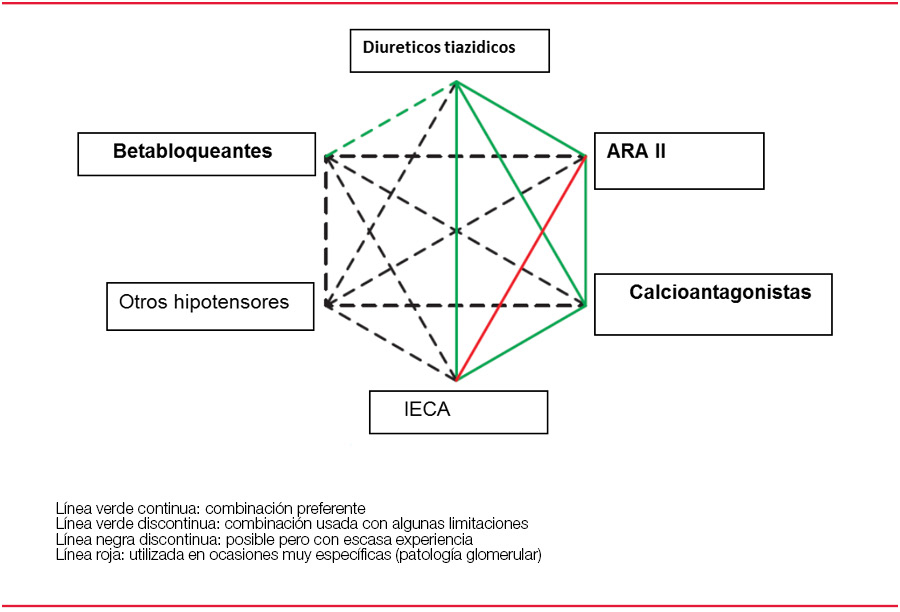 Diureticos tiazidicos
Betabloqueantes
ARA II
Otros hipotensores
Calcioantagonistas
IECA
Línea verde continua: combinación preferente
Línea verde discontinua: combinación usada con algunas limitaciones
Línea negra discontinua: posible pero con escasa experiencia
Línea roja: utilizada en ocasiones muy específicas (patología glomerular)